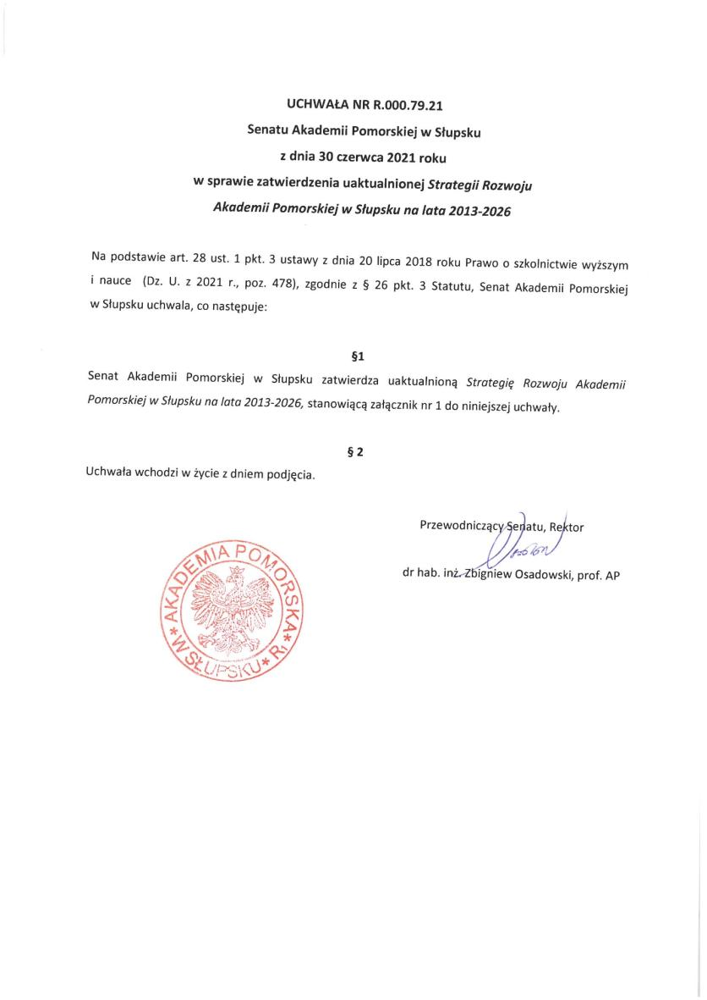 UCHWAŁA NR R.000.79.21
Senatu Akademii Pomorskiej w Słupsku
z dnia 30 czerwca 2021 roku
w sprawie zatwierdzenia uaktualnionej Strategii Rozwoju
Akademii Pomorskiej w Słupsku na lata 2013-2026
Na podstawie art. 28 ust. 1 pkt. 3 ustawy z dnia 20 lipca 2018 roku Prawo o szkolnictwie wyższym
i nauce (Dz. U. z 2021 r., poz. 478), zgodnie z § 26 pkt. 3 Statutu, Senat Akademii Pomorskiej
w Słupsku uchwala, co następuje:
§1
Senat Akademii Pomorskiej w Słupsku zatwierdza uaktualnioną Strategię Rozwoju Akademii
Pomorskiej w Słupsku na lata 2013-2026, stanowiącą załącznik nr 1 do niniejszej uchwały.
§ 2
Uchwała wchodzi w życie z dniem podjęcia.
Przewodniczący Senatu, Rektor
dr hab. inż. Zbigniew Osadowski, prof. AP
AKADEMIA POMORSKA
* W SŁUPSKU * R1 *